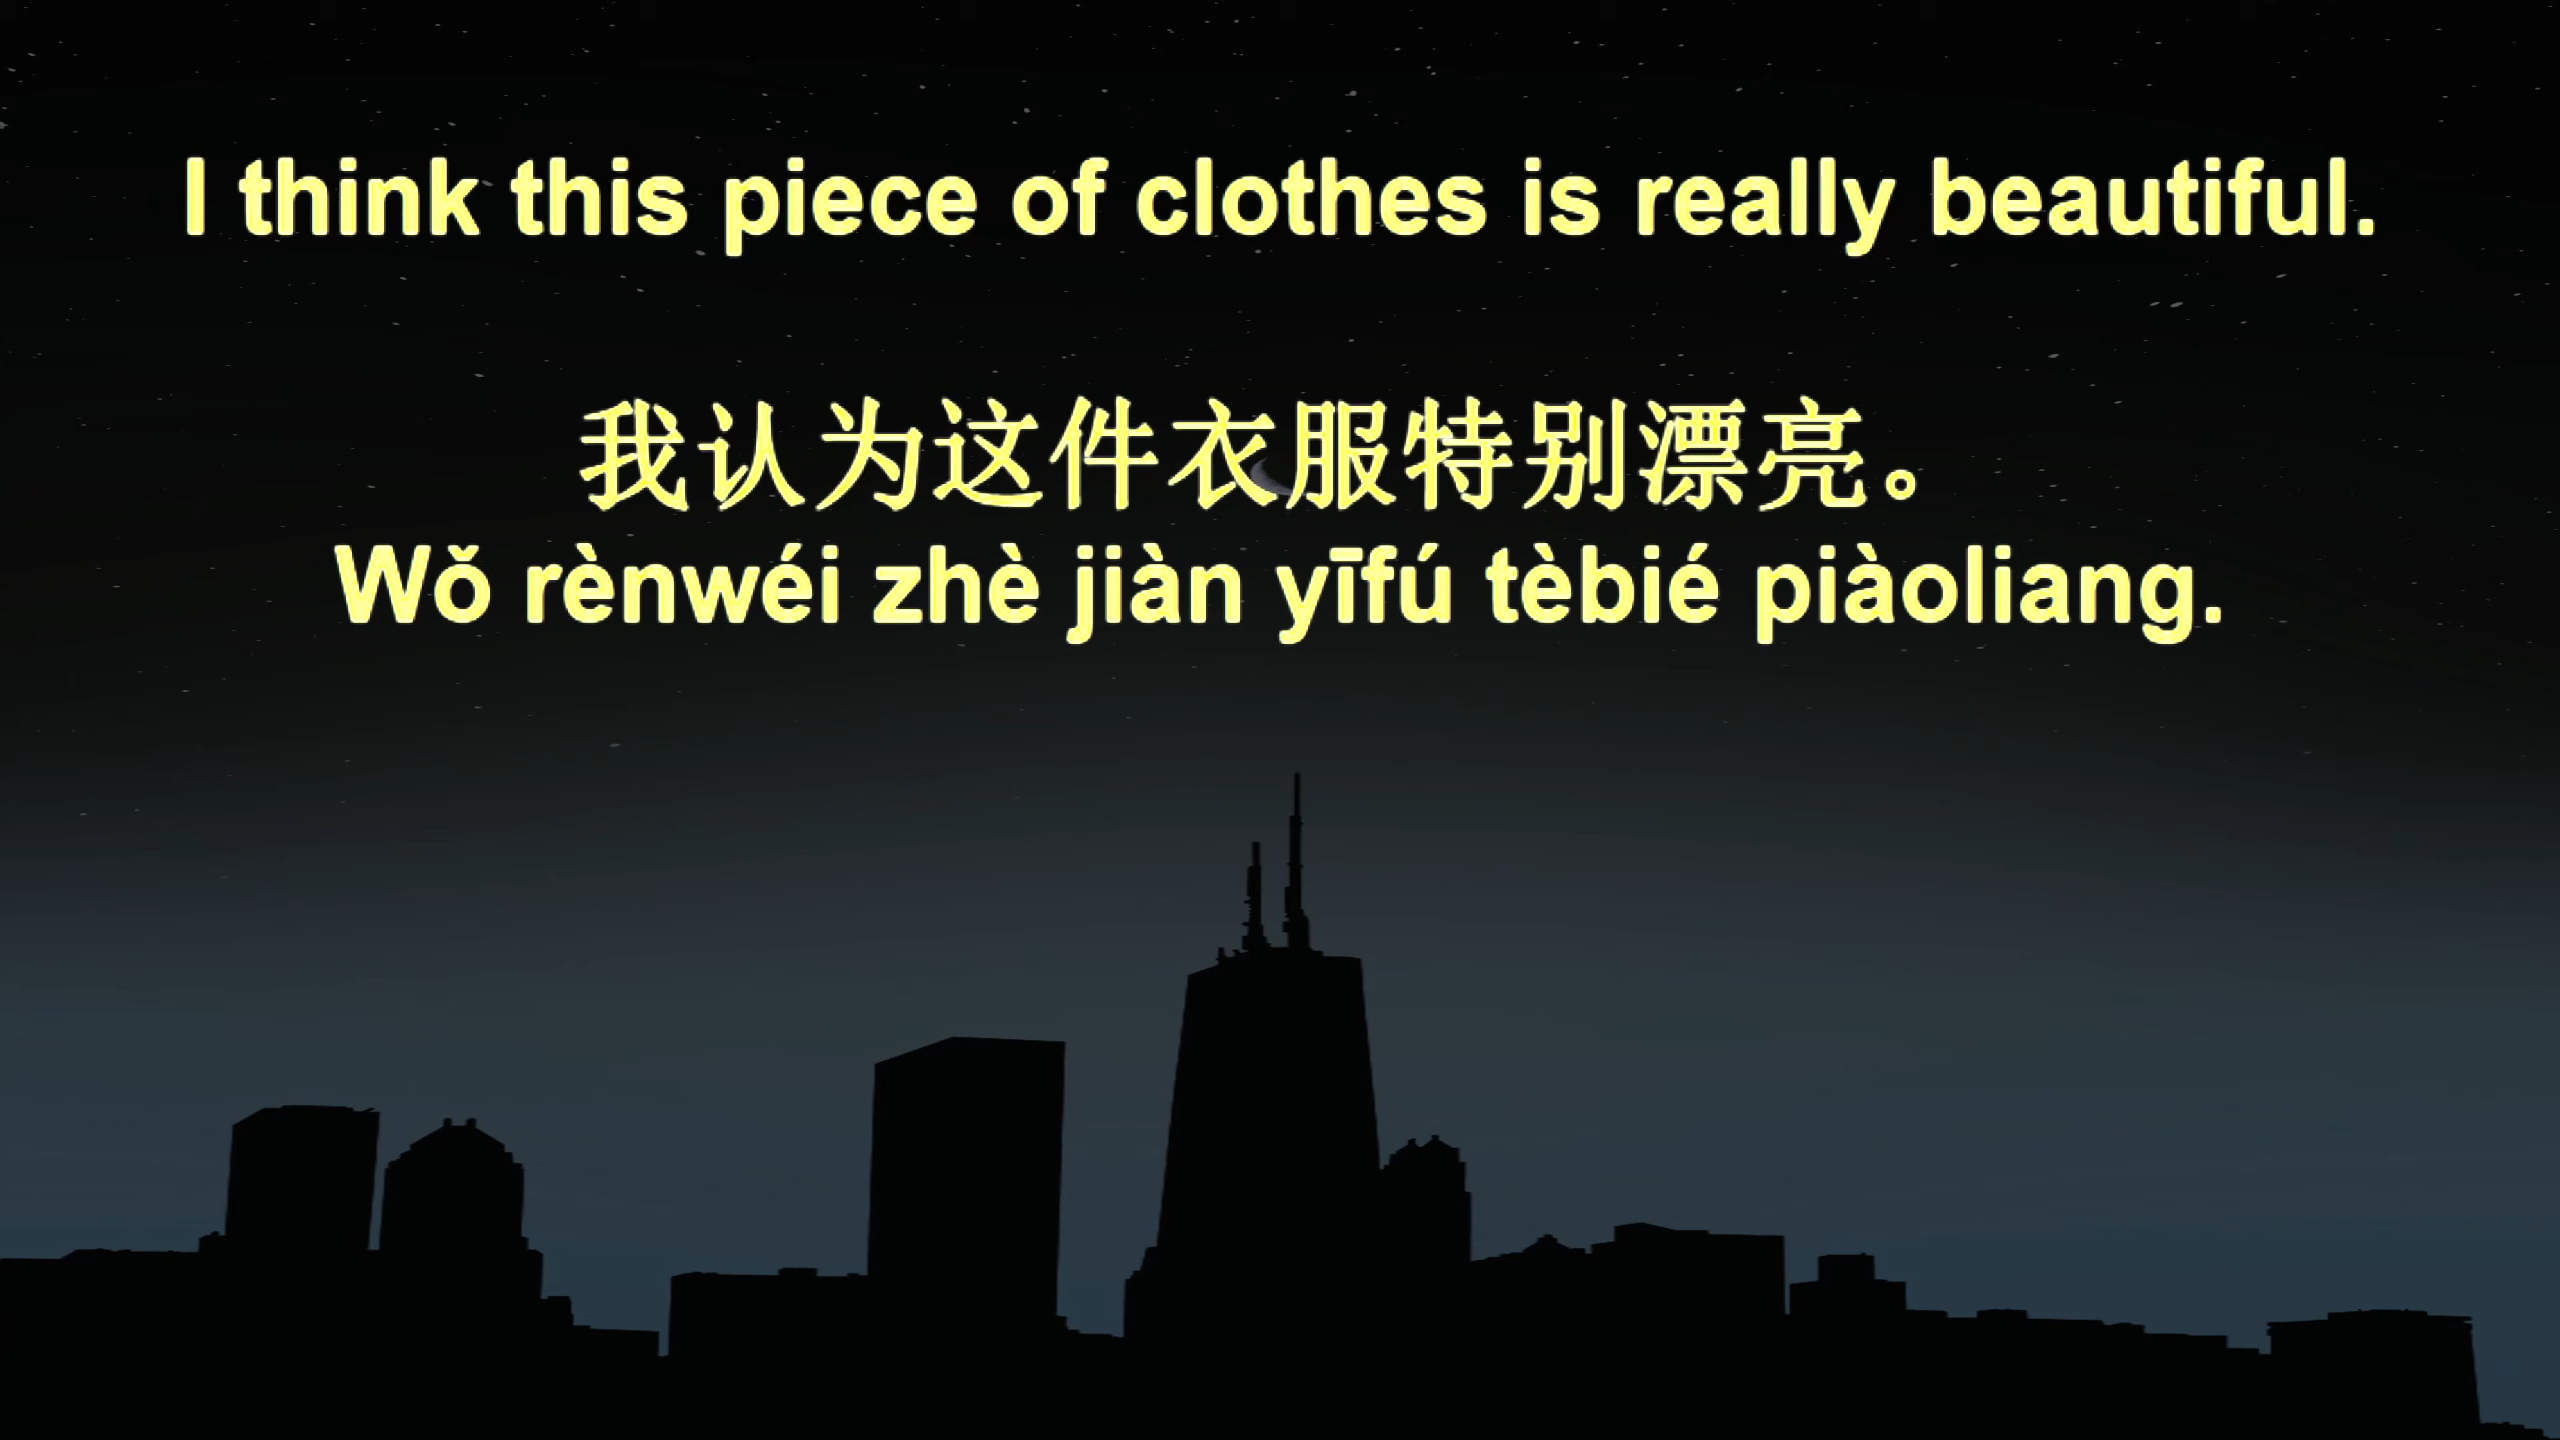 I think this piece of clothes is really beautiful.
我认为这件衣服特别漂亮。
Wǒ rènwéi zhè jiàn yīfú tèbié piàoliang.